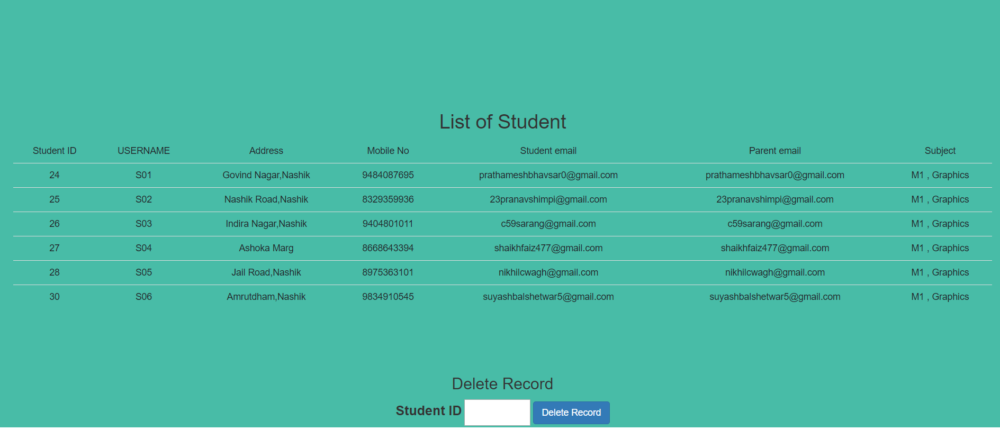 List of Student
Student ID USERNAME Address Mobile No Student email Parent email Subject
24 S01 Govind Nagar,Nashik 9484087695 prathameshbhavsar0@gmail.com prathameshbhavsar0@gmail.com M1 , Graphics
25 S02 Nashik Road,Nashik 8329359936 23pranavshimpi@gmail.com 23pranavshimpi@gmail.com M1 , Graphics
26 S03 Indira Nagar,Nashik 9404801011 c59sarang@gmail.com c59sarang@gmail.com M1 , Graphics
27 S04 Ashoka Marg 8668643394 shaikhfaiz477@gmail.com shaikhfaiz477@gmail.com M1 , Graphics
28 S05 Jail Road,Nashik 8975363101 nikhilcwagh@gmail.com nikhilcwagh@gmail.com M1 , Graphics
30 S06 Amrutdham,Nashik 9834910545 suyashbalshetwar5@gmail.com suyashbalshetwar5@gmail.com M1 , Graphics
Delete Record
Student ID Delete Record